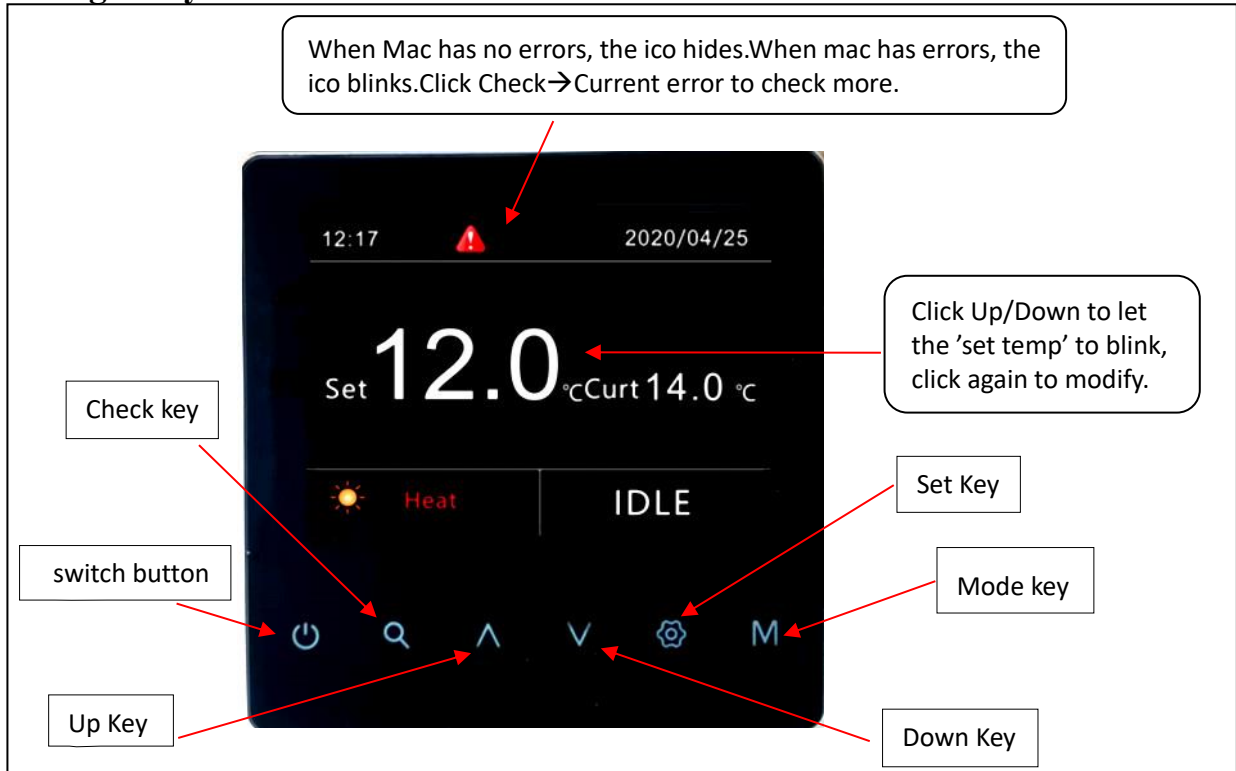 When Mac has no errors, the ico hides.When mac has errors, the
ico blinks.Click Check→Current error to check more.
12:17
2020/04/25
Set 12.0 °C Curt 14.0 °C
Click Up/Down to let
the ’set temp’ to blink,
click again to modify.
Check key
Heat
IDLE
Set Key
switch button
Mode key
M
Up Key
Down Key